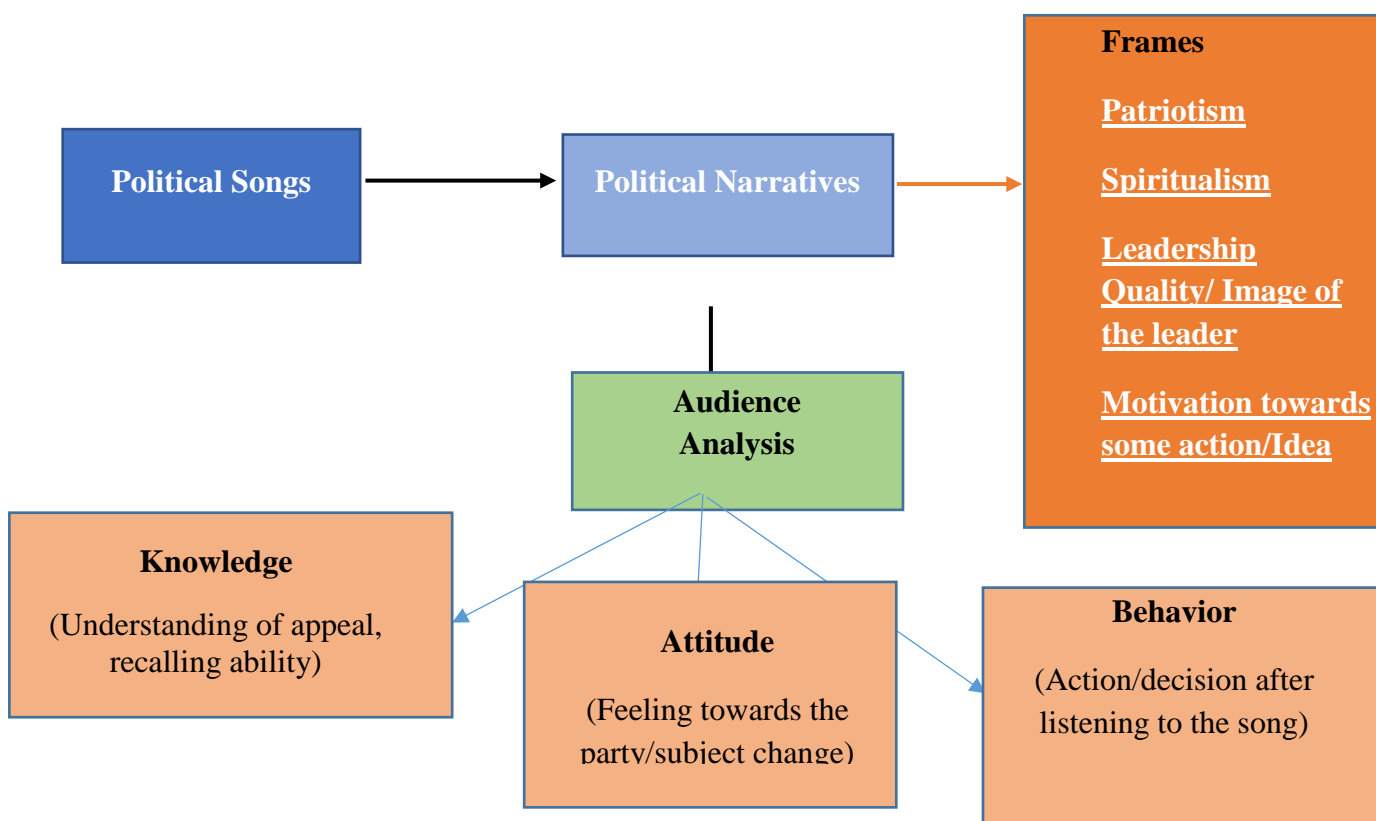 Political Songs
Political Narratives
Frames
Patriotism
Spiritualism
Leadership
Quality/ Image of
the leader
Motivation towards
some action/Idea
Audience
Analysis
Knowledge
(Understanding of appeal,
recalling ability)
Attitude
(Feeling towards the
party/subject change)
Behavior
(Action/decision after
listening to the song)